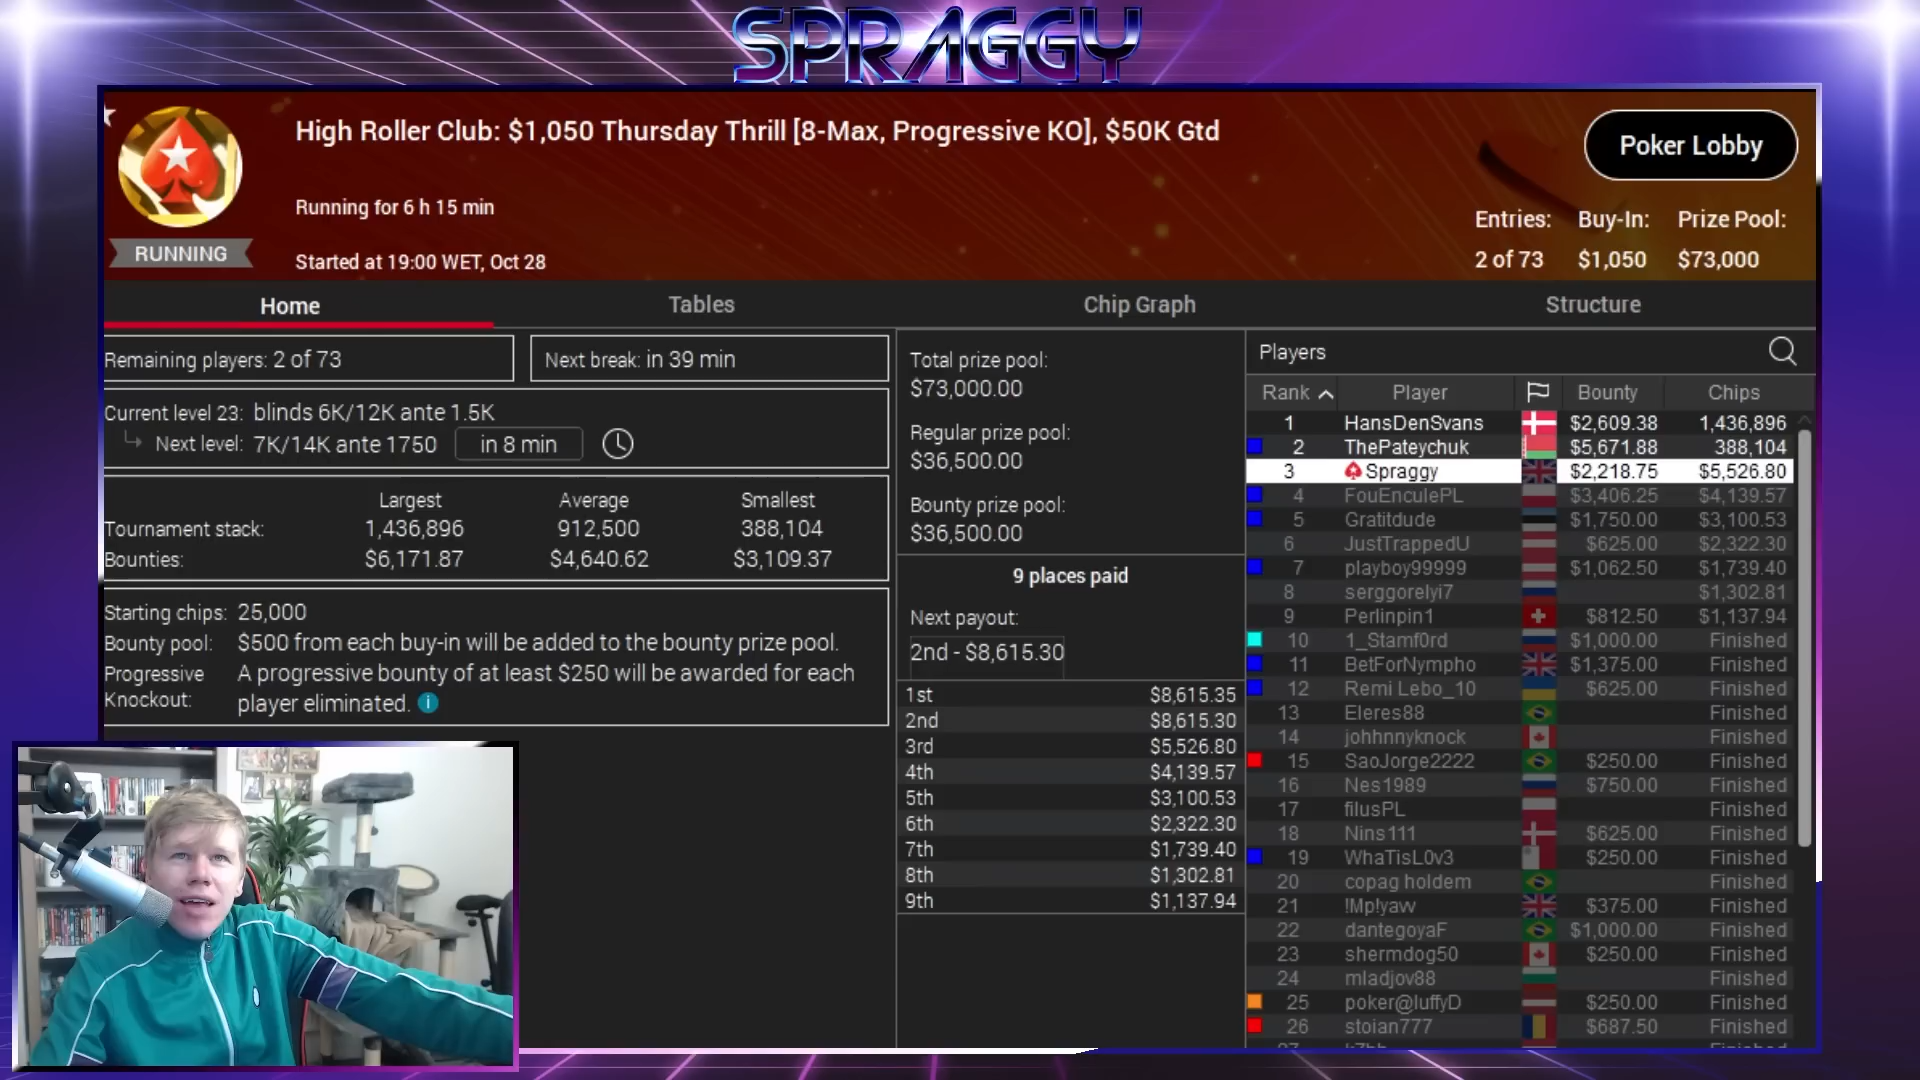 SPRAGGY
High Roller Club: $1,050 Thursday Thrill [8-Max, Progressive KO], $50K Gtd
Poker Lobby
Running for 6 h 15 min
RUNNING
Started at 19:00 WET, Oct 28
Entries: Buy-In: Prize Pool:
2 of 73 $1,050 $73,000
Home Tables Chip Graph Structure
Remaining players: 2 of 73
Next break: in 39 min
Current level 23: blinds 6K/12K ante 1.5K
Next level: 7K/14K ante 1750 in 8 min
Largest Average Smallest
Tournament stack: 1,436,896 912,500 388,104
Bounties: $6,171.87 $4,640.62 $3,109.37
Starting chips: 25,000
Bounty pool: $500 from each buy-in will be added to the bounty prize pool.
Progressive Knockout: A progressive bounty of at least $250 will be awarded for each
player eliminated. i
Total prize pool:
$73,000.00
Regular prize pool:
$36,500.00
Bounty prize pool:
$36,500.00
9 places paid
Next payout:
2nd - $8,615.30
1st $8,615.35
2nd $8,615.30
3rd $5,526.80
4th $4,139.57
5th $3,100.53
6th $2,322.30
7th $1,739.40
8th $1,302.81
9th $1,137.94
Players
Rank Player Bounty Chips
1 HansDenSvans $2,609.38 1,436,896
2 ThePateychuk $5,671.88 388,104
3 Spraggy $2,218.75 $5,526.80
4 FouEnculePL $3,406.25 $4,139.57
5 Gratitdude $1,750.00 $3,100.53
6 JustTrappedU $625.00 $2,322.30
7 playboy99999 $1,062.50 $1,739.40
8 serggorelyi7 $1,302.81
9 Perlinpin1 $812.50 $1,137.94
10 1_Stamf0rd $1,000.00 Finished
11 BetForNympho $1,375.00 Finished
12 Remi Lebo_10 $625.00 Finished
13 Eleres88 Finished
14 johhnnyknock Finished
15 SaoJorge2222 $250.00 Finished
16 Nes1989 $750.00 Finished
17 filusPL Finished
18 Nins111 $625.00 Finished
19 WhaTisL0v3 $250.00 Finished
20 copag holdem Finished
21 !Mp!yaw $375.00 Finished
22 dantegoyaF $1,000.00 Finished
23 shermdog50 $250.00 Finished
24 mladjov88 Finished
25 poker@luffyD $250.00 Finished
26 stoian777 $687.50 Finished